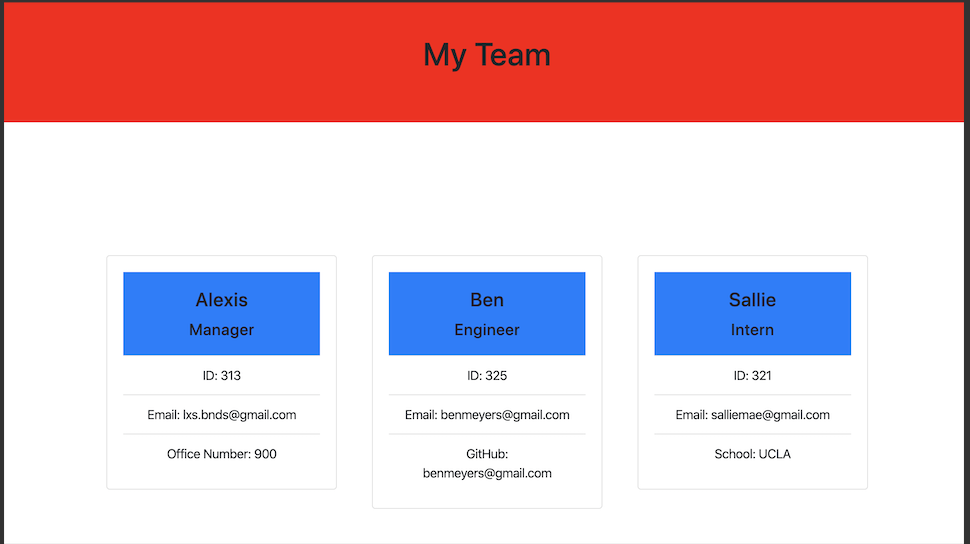 My Team
Alexis
Manager
ID: 313
Email: lxs.bnds@gmail.com
Office Number: 900
Ben
Engineer
ID: 325
Email: benmeyers@gmail.com
GitHub:
benmeyers@gmail.com
Sallie
Intern
ID: 321
Email: salliemae@gmail.com
School: UCLA